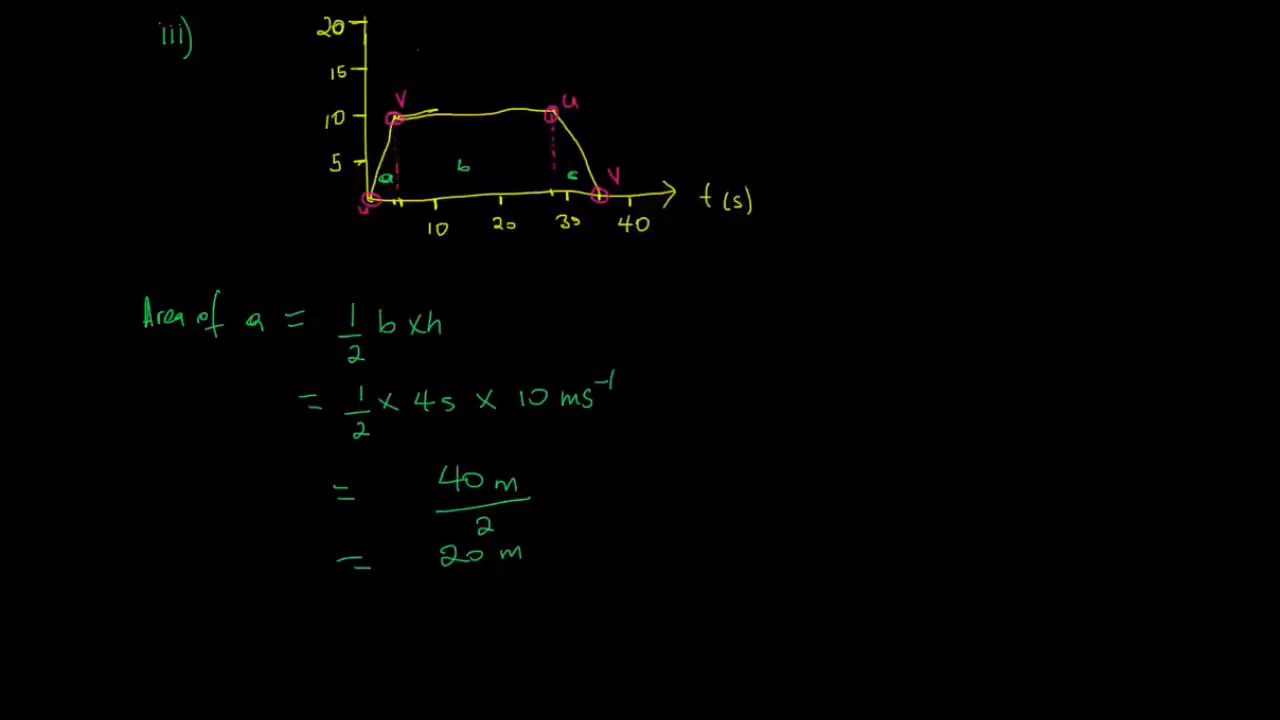 iii)
20
15
10
5
V
u
a
b
c
V
u
t (s)
10
20
30
40
Area of a = 1/2 b x h
= 1/2 x 4s x 10 ms⁻¹
= 40 m / 2
= 20 m